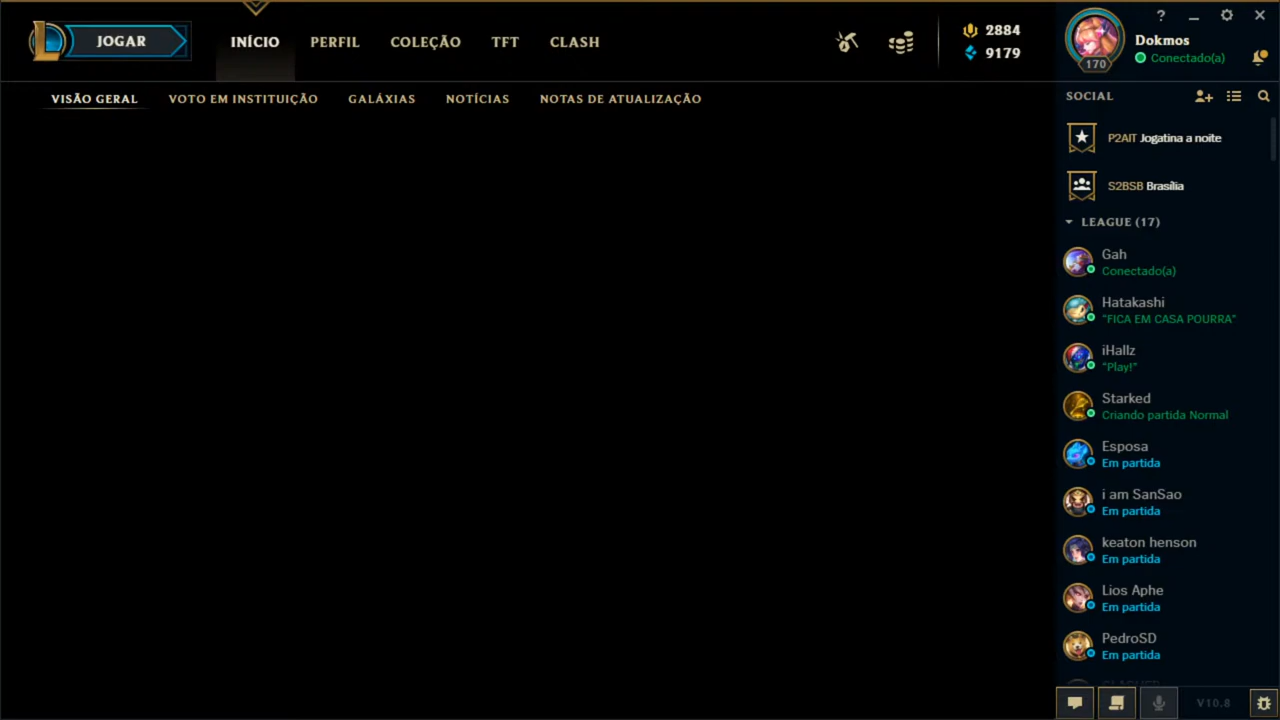 JOGAR
INÍCIO
PERFIL
COLEÇÃO
TFT
CLASH
2884
9179
170
Dokmos
Conectado(a)
VISÃO GERAL
VOTO EM INSTITUIÇÃO
GALÁXIAS
NOTÍCIAS
NOTAS DE ATUALIZAÇÃO
SOCIAL
P2AIT Jogatina a noite
S2BSB Brasília
LEAGUE (17)
Gah
Conectado(a)
Hatakashi
"FICA EM CASA POURRA"
iHallz
"Play!"
Starked
Criando partida Normal
Esposa
Em partida
i am SanSao
Em partida
keaton henson
Em partida
Lios Aphe
Em partida
PedroSD
Em partida
V10.8